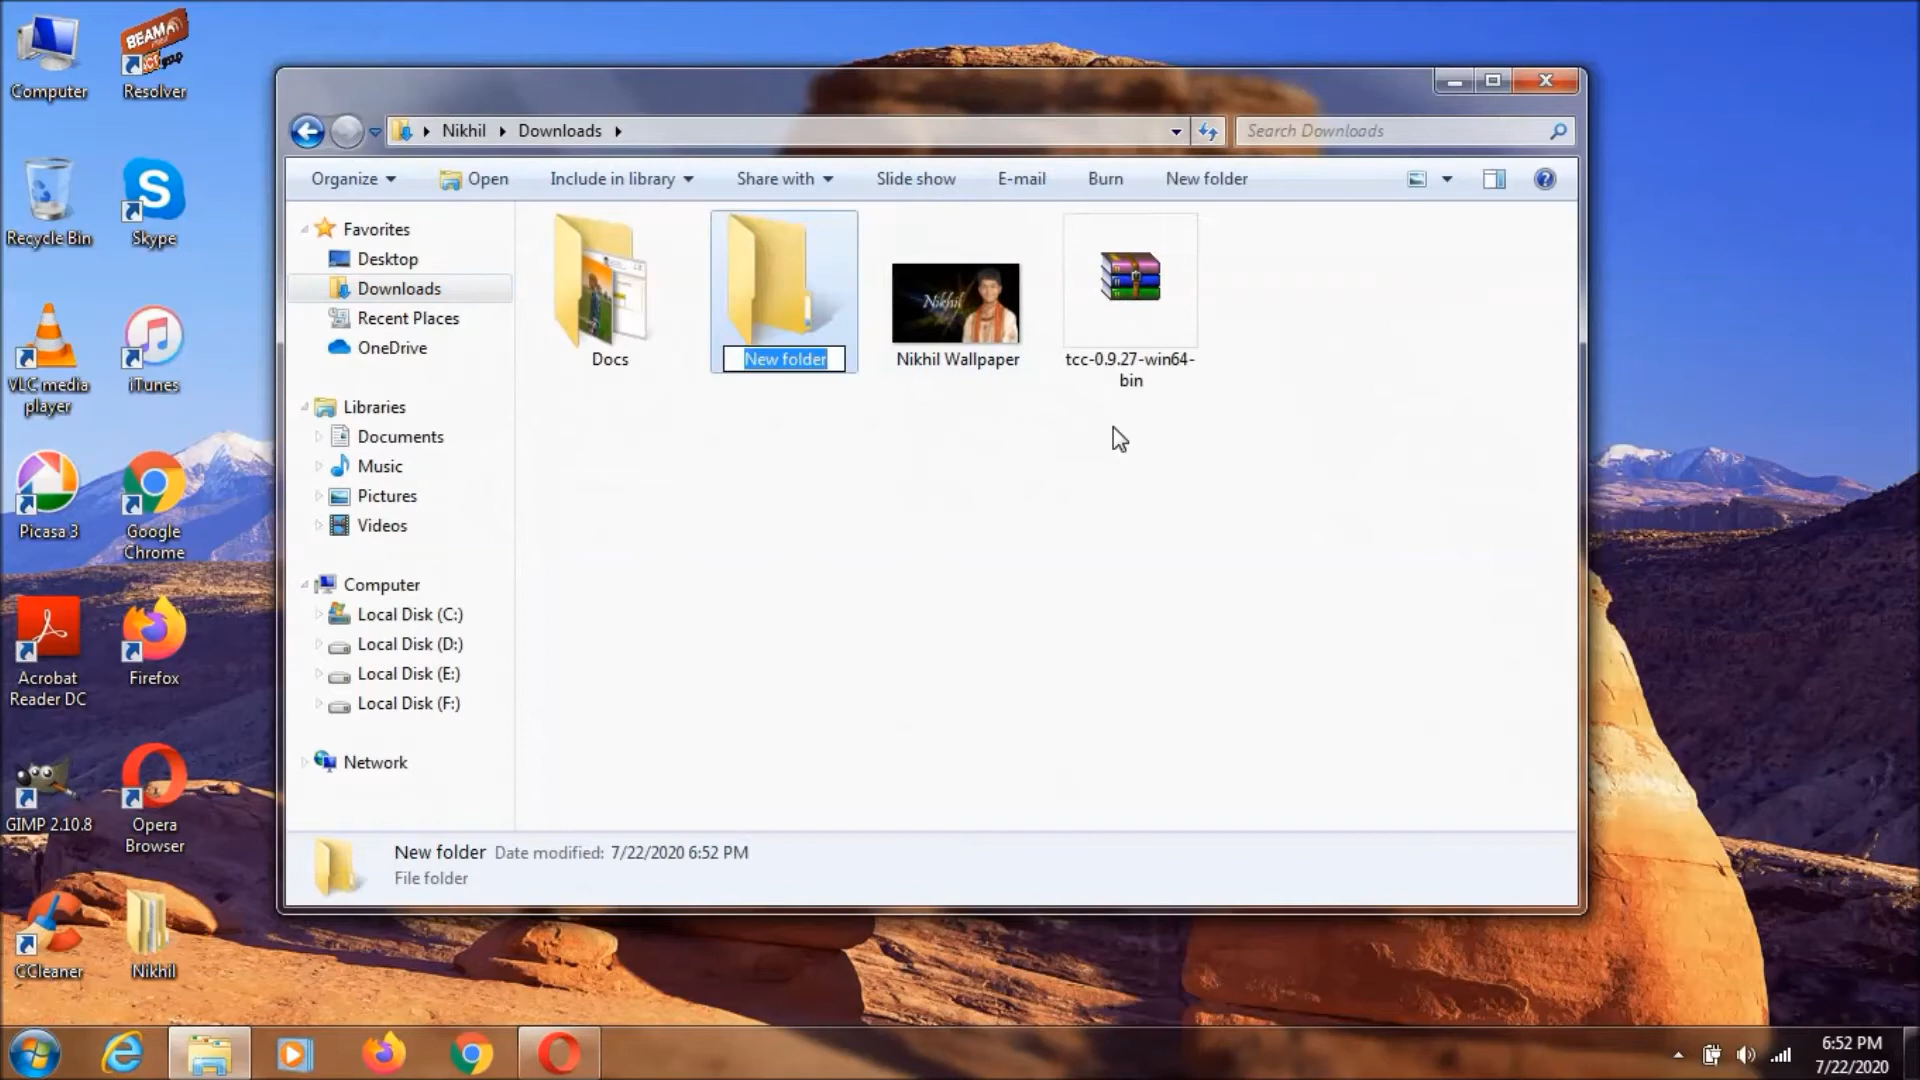 Computer
BEAM
Resolver
Recycle Bin
Skype
VLC media
player
iTunes
Picasa 3
Google
Chrome
Acrobat
Reader DC
Firefox
GIMP 2.10.8
Opera
Browser
CCleaner
Nikhil
Nikhil
Downloads
Search Downloads
Organize
Open
Include in library
Share with
Slide show
E-mail
Burn
New folder
Favorites
Desktop
Downloads
Recent Places
OneDrive
Libraries
Documents
Music
Pictures
Videos
Computer
Local Disk (C:)
Local Disk (D:)
Local Disk (E:)
Local Disk (F:)
Network
Docs
New folder
Nikhil
Nikhil Wallpaper
tcc-0.9.27-win64-
bin
New folder Date modified: 7/22/2020 6:52 PM
File folder
6:52 PM
7/22/2020